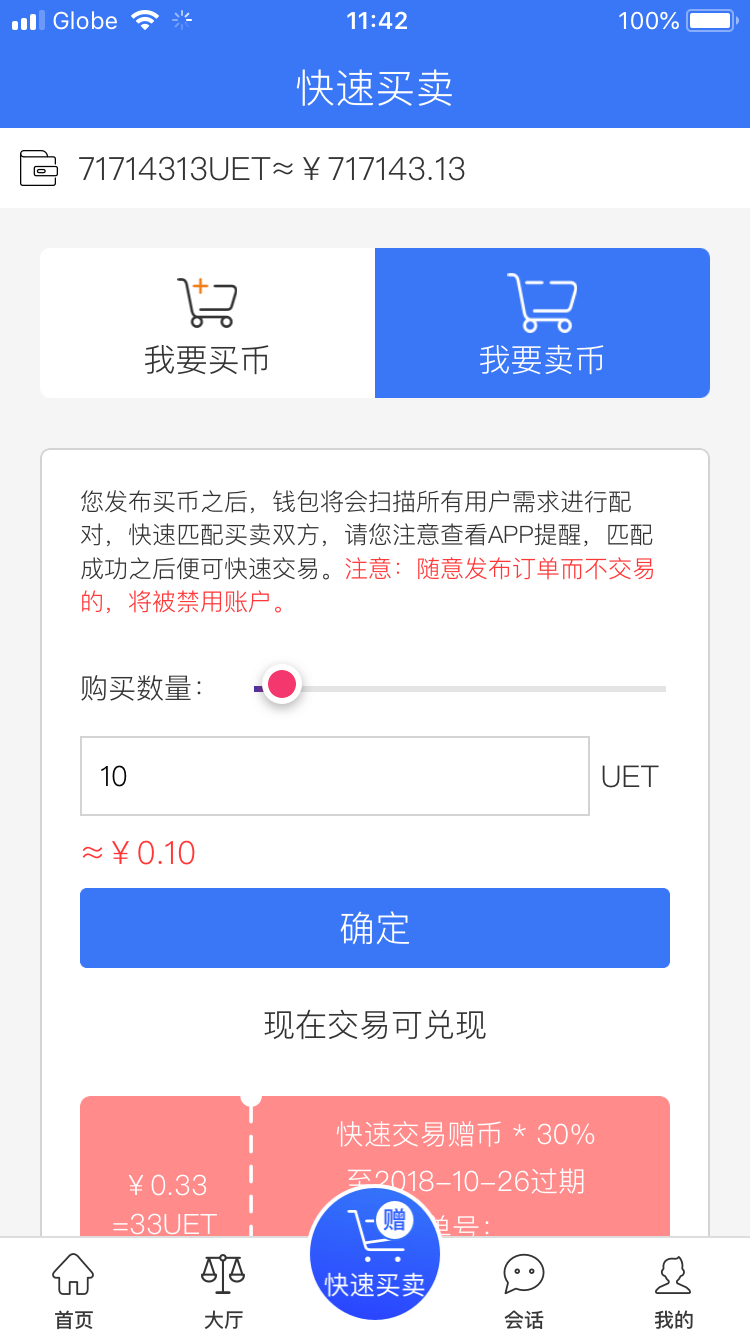 Globe 11:42 100%
快速买卖
71714313UET≈￥717143.13
我要买币
我要卖币
您发布买币之后，钱包将会扫描所有用户需求进行配
对，快速匹配买卖双方，请您注意查看APP提醒，匹配
成功之后便可快速交易。注意：随意发布订单而不交易
的，将被禁用账户。
购买数量：
10 UET
≈￥0.10
确定
现在交易可兑现
￥0.33
=33UET
快速交易赠币 * 30%
至2018-10-26过期
单号：
赠
快速买卖
首页
大厅
会话
我的